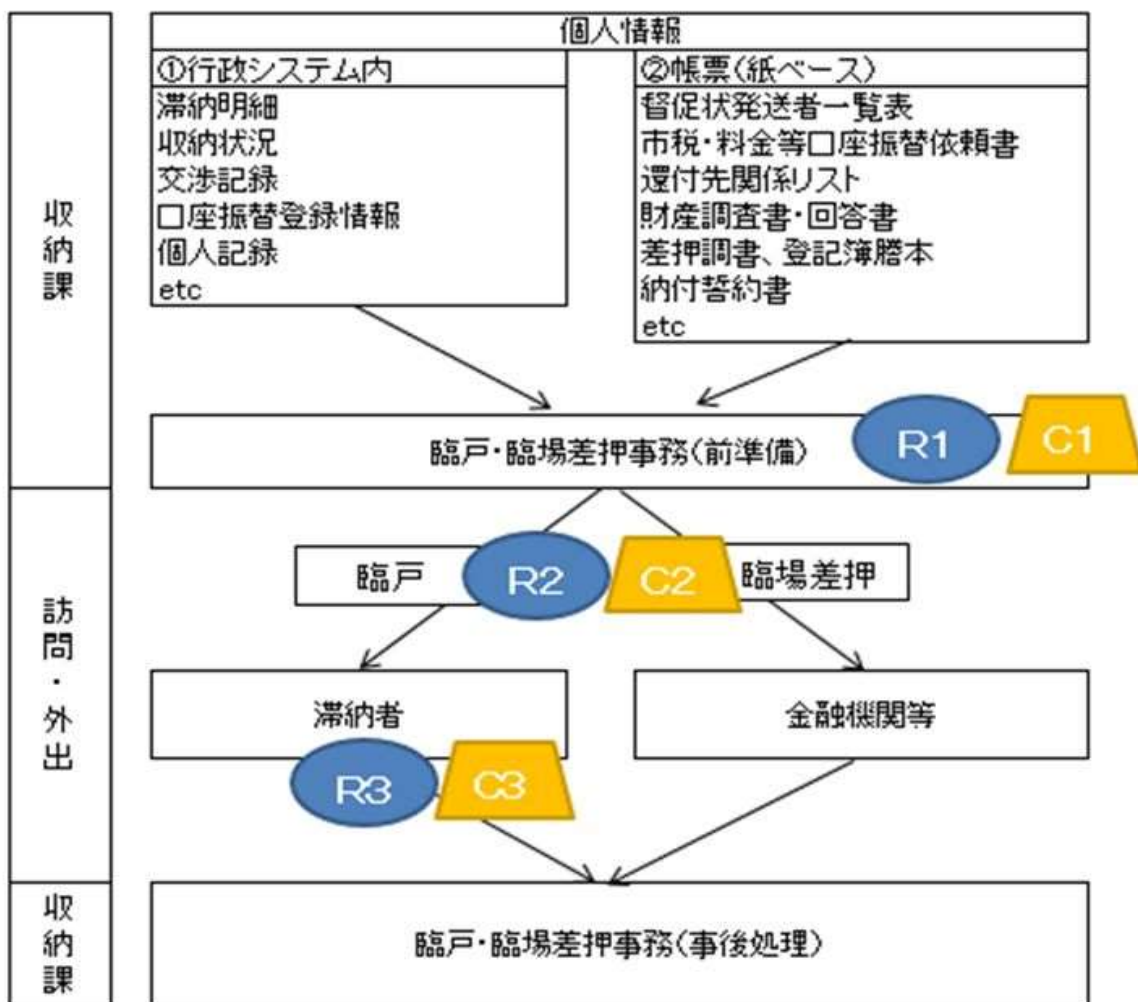 収納課
個人情報
①行政システム内
滞納明細
収納状況
交渉記録
口座振替登録情報
個人記録
etc
②帳票(紙ベース)
督促状発送者一覧表
市税・料金等口座振替依頼書
還付先関係リスト
財産調査書・回答書
差押調書、登記簿謄本
納付誓約書
etc
臨戸・臨場差押事務(前準備)
R1
C1
訪問・外出
臨戸
R2
C2
臨場差押
滞納者
金融機関等
R3
C3
収納課
臨戸・臨場差押事務(事後処理)